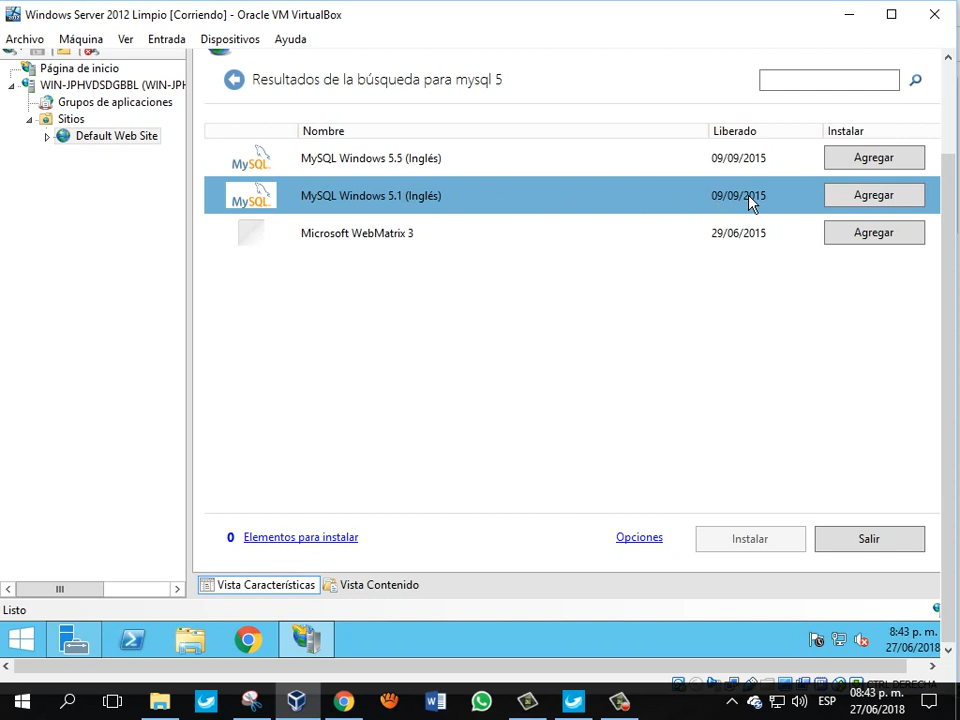 Windows Server 2012 Limpio [Corriendo] - Oracle VM VirtualBox
Archivo Máquina Ver Entrada Dispositivos Ayuda
Página de inicio
WIN-JPHVDSDGBBL (WIN-JPH
Grupos de aplicaciones
Sitios
Default Web Site
Resultados de la búsqueda para mysql 5
Nombre Liberado Instalar
MySQL MySQL Windows 5.5 (Inglés) 09/09/2015 Agregar
MySQL MySQL Windows 5.1 (Inglés) 09/09/2015 Agregar
Microsoft WebMatrix 3 29/06/2015 Agregar
0 Elementos para instalar Opciones Instalar Salir
Vista Características Vista Contenido
Listo
8:43 p. m.
27/06/2018
CTRL DERECHA
ESP
08:43 p. m.
27/06/2018